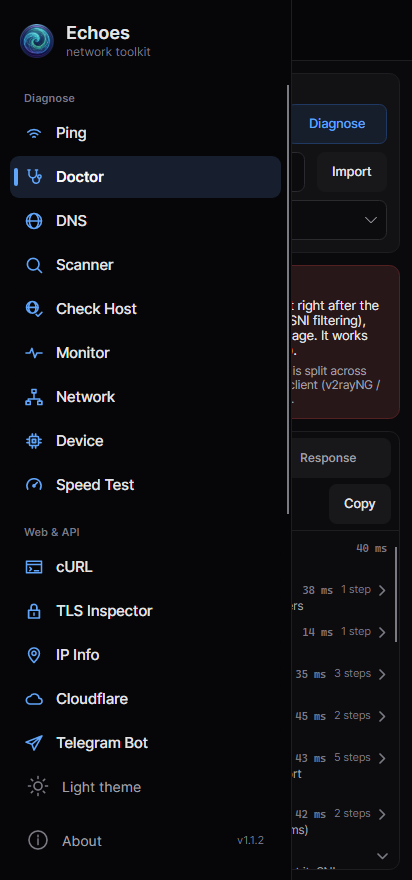 Echoes
network toolkit
Diagnose
Ping
Doctor
DNS
Scanner
Check Host
Monitor
Network
Device
Speed Test
Web & API
cURL
TLS Inspector
IP Info
Cloudflare
Telegram Bot
Light theme
About
v1.1.2
Diagnose
Import
right after the
SNI filtering),
age. It works
is split across
client (v2rayNG /
Response
Copy
40 ms
38 ms 1 step
ers
14 ms 1 step
35 ms 3 steps
45 ms 2 steps
43 ms 5 steps
rt
42 ms 2 steps
ms)